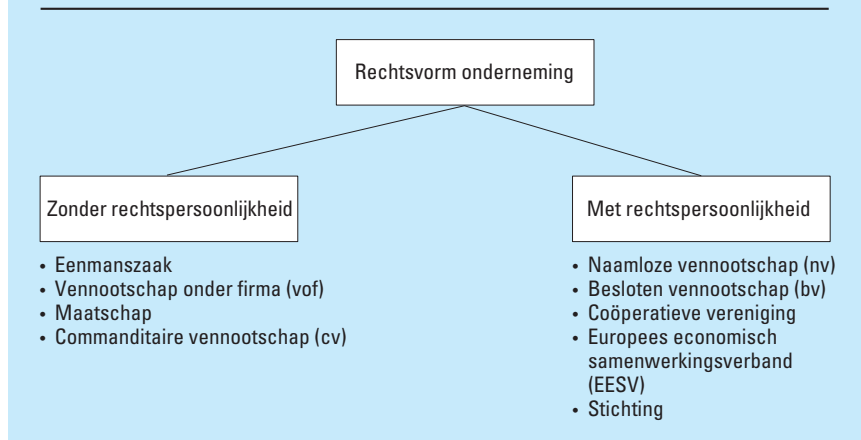 Rechtsvorm onderneming
Zonder rechtspersoonlijkheid
• Eenmanszaak
• Vennootschap onder firma (vof)
• Maatschap
• Commanditaire vennootschap (cv)
Met rechtspersoonlijkheid
• Naamloze vennootschap (nv)
• Besloten vennootschap (bv)
• Coöperatieve vereniging
• Europees economisch
samenwerkingsverband
(EESV)
• Stichting